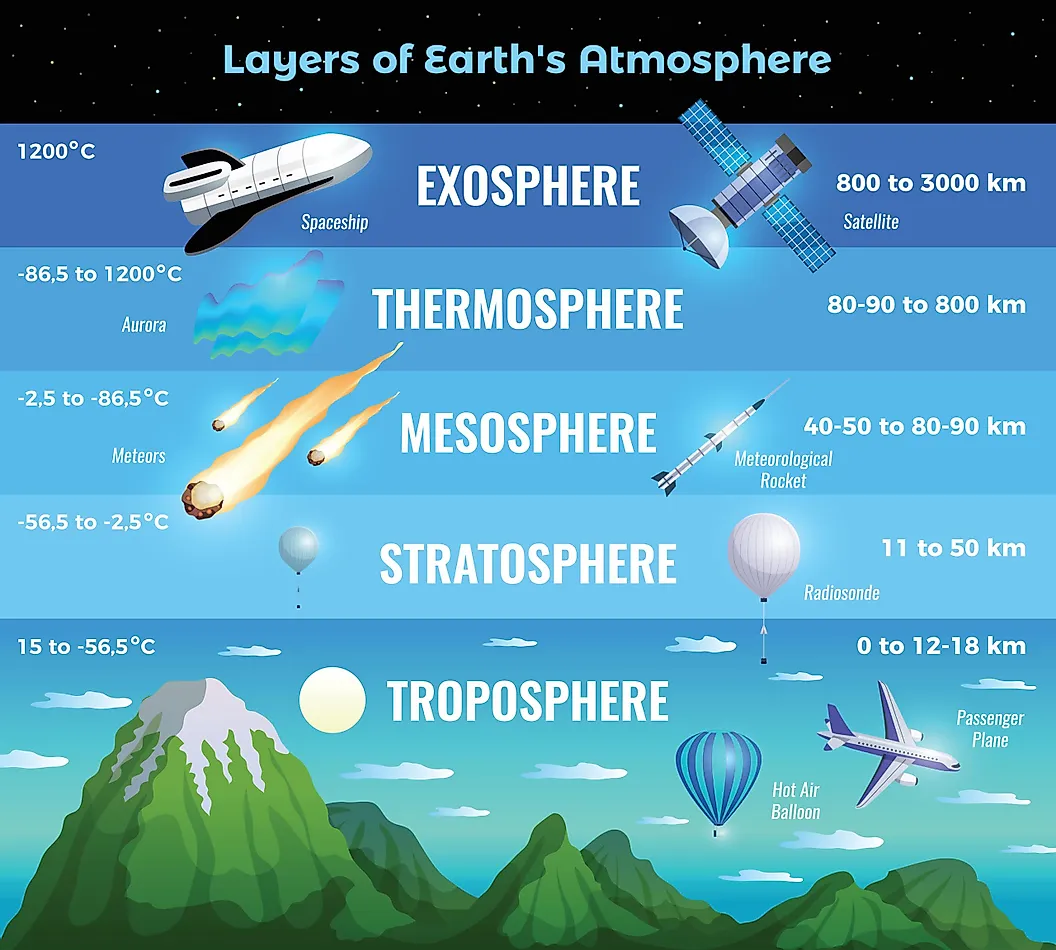 Layers of Earth's Atmosphere
1200°C
EXOSPHERE
800 to 3000 km
Spaceship
Satellite
-86,5 to 1200°C
THERMOSPHERE
80-90 to 800 km
Aurora
-2,5 to -86,5°C
MESOSPHERE
40-50 to 80-90 km
Meteors
Meteorological
Rocket
-56,5 to -2,5°C
STRATOSPHERE
11 to 50 km
Radiosonde
15 to -56,5°C
0 to 12-18 km
TROPOSPHERE
Passenger
Plane
Hot Air
Balloon